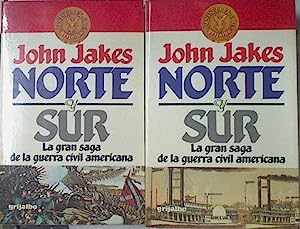 John Jakes
NORTE
y
SUR
La gran saga
de la guerra civil americana
grijalbo
John Jakes
NORTE
y
SUR
La gran saga
de la guerra civil americana
grijalbo